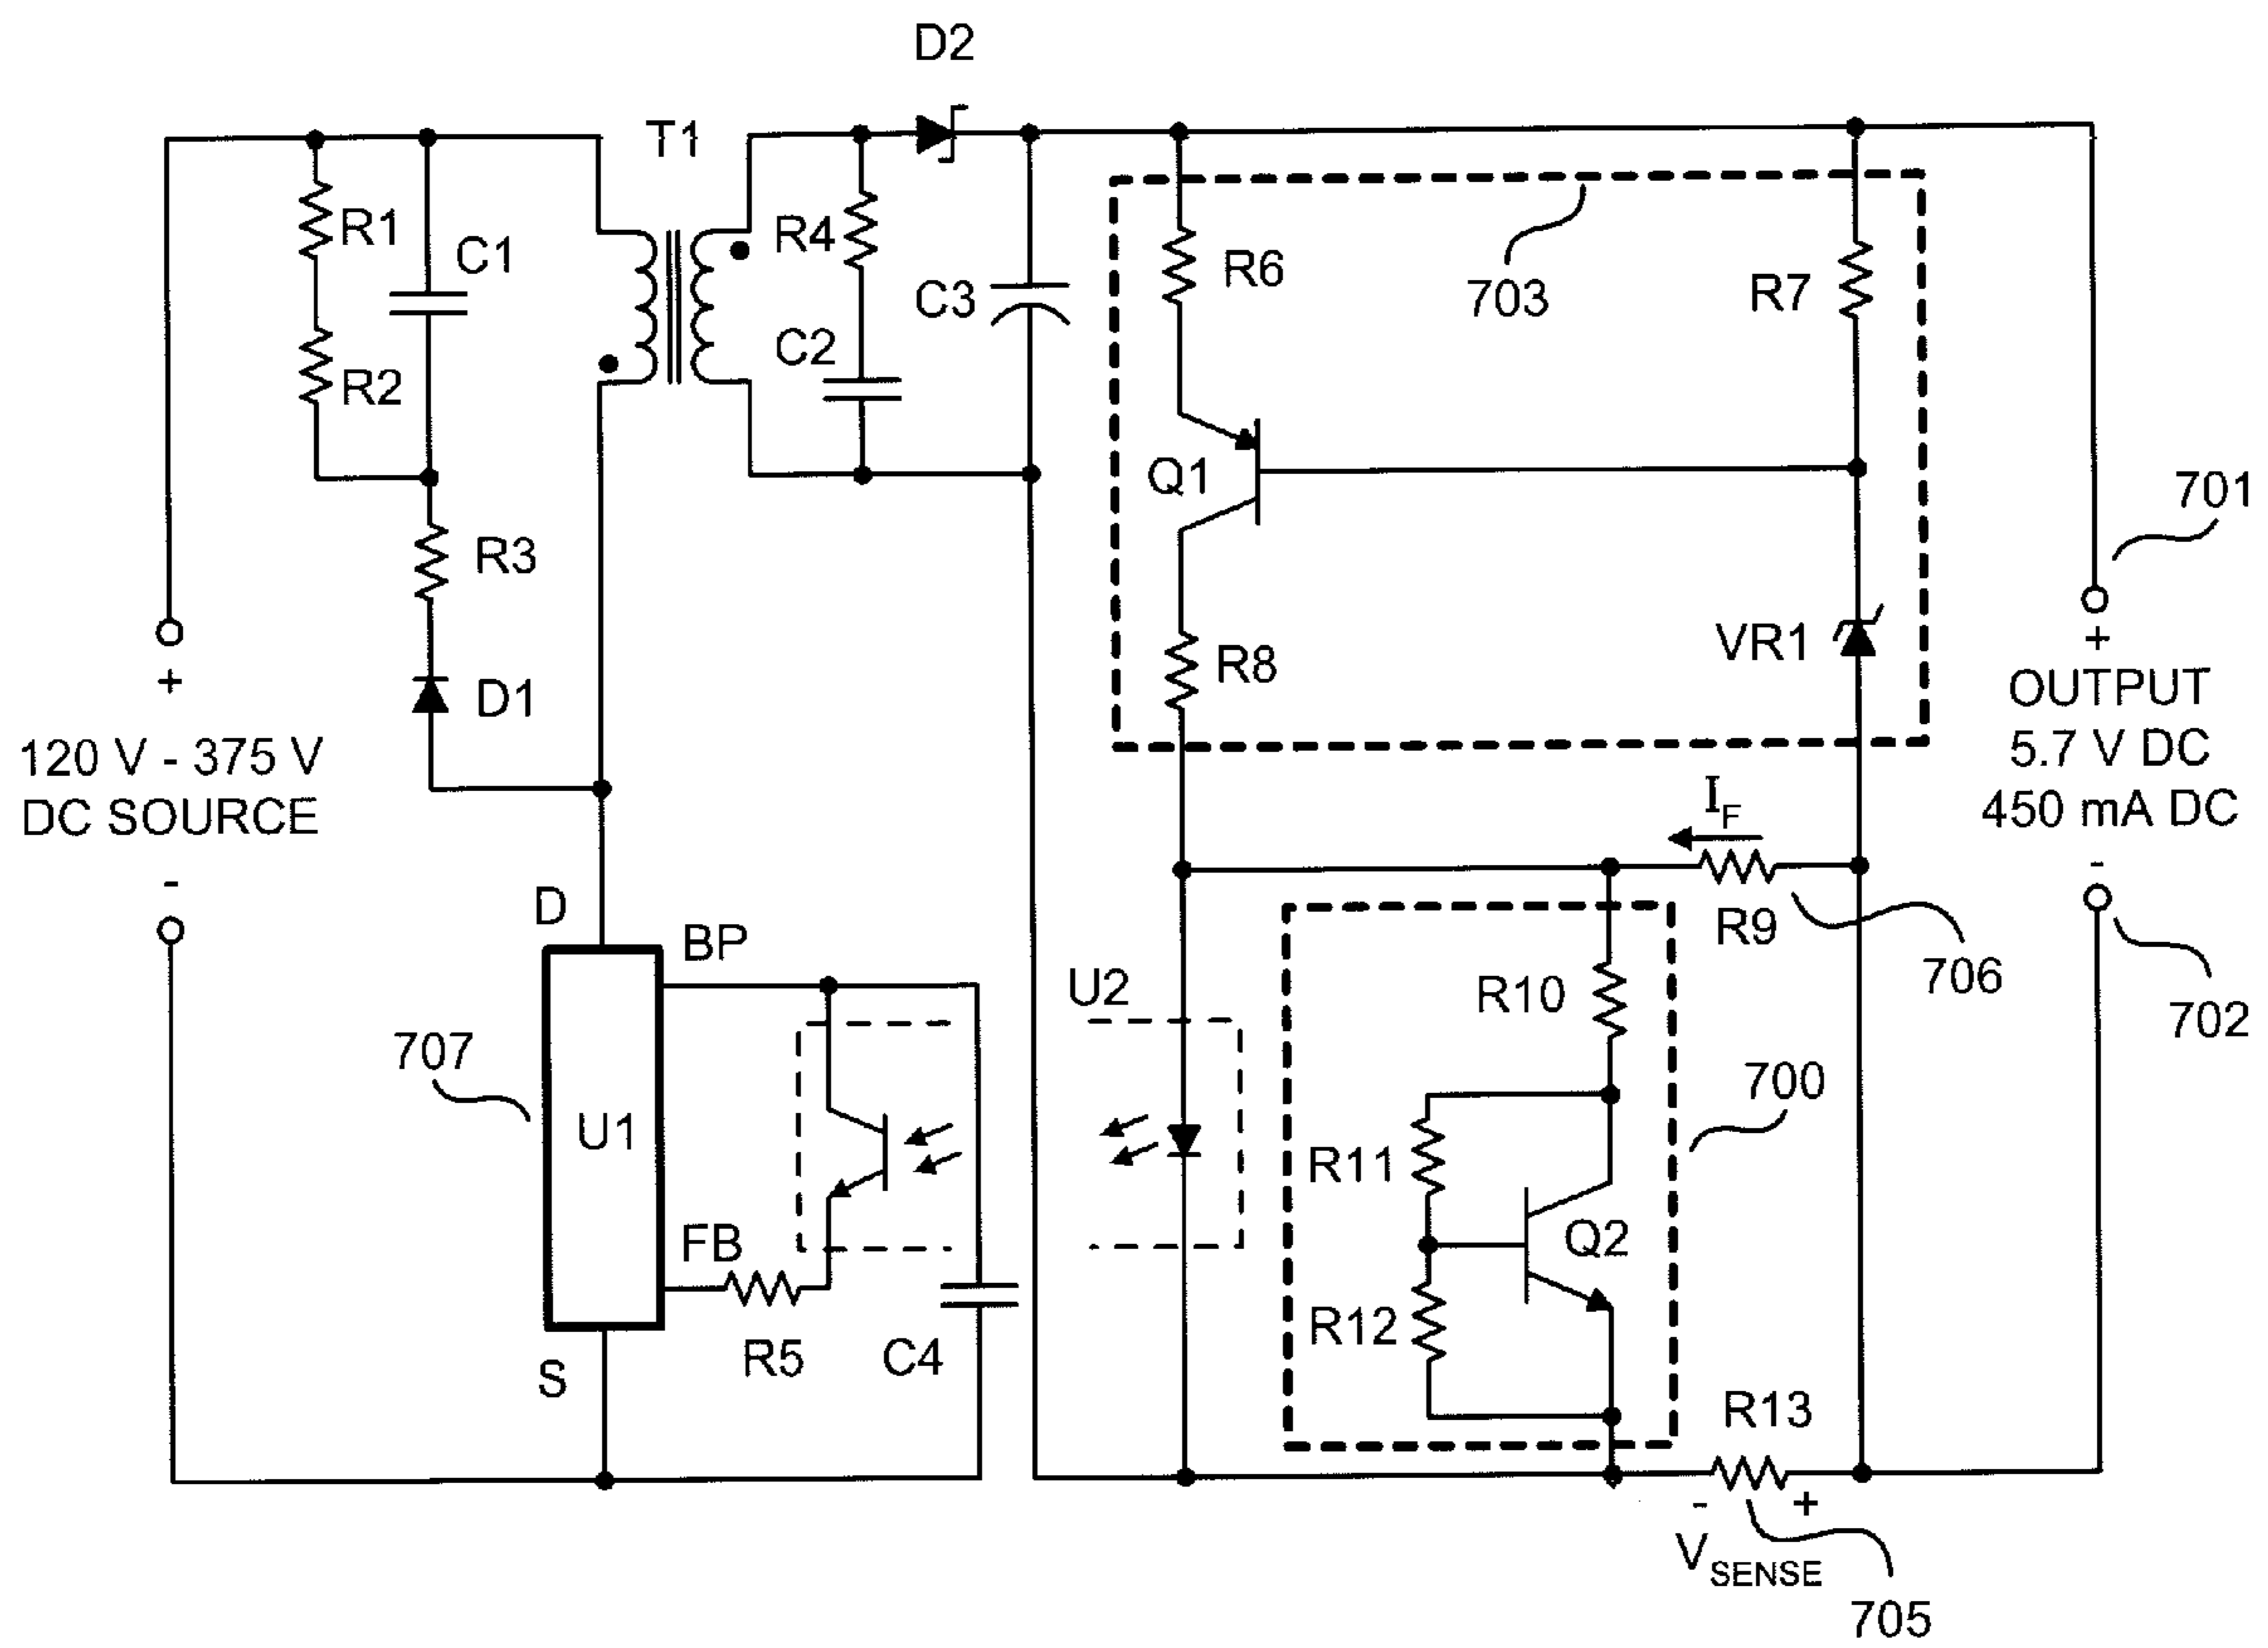 D2
T1
R1
C1
R4
C3
R6
703
R7
R2
C2
Q1
701
R3
D1
R8
VR1
+
120 V - 375 V
DC SOURCE
-
+
OUTPUT
5.7 V DC
450 mA DC
-
I_F
R9
706
702
D
BP
U2
R10
707
U1
700
R11
FB
Q2
R12
R5
C4
S
R13
- +
V_SENSE
705